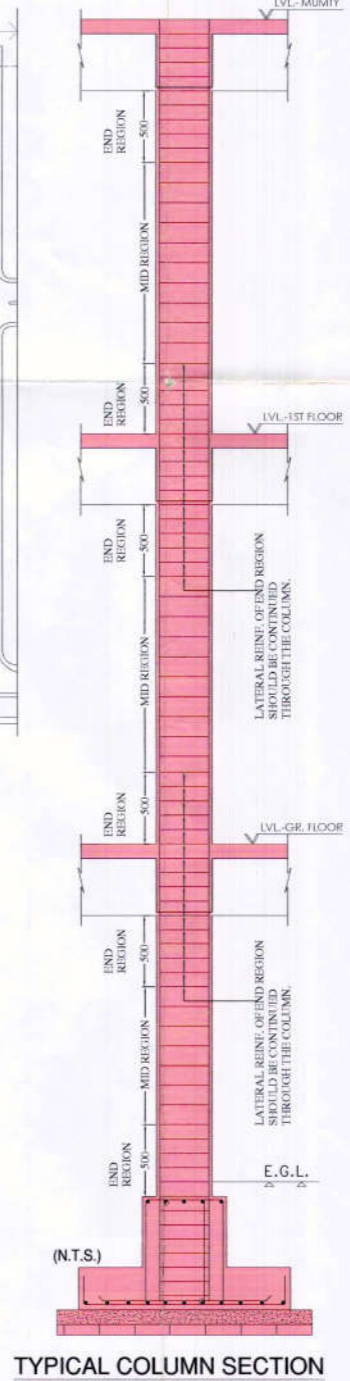 LVL.- MUMTY
END
REGION
500
MID REGION
END
REGION
500
LVL.-1ST FLOOR
END
REGION
500
LATERAL REINF. OF END REGION
SHOULD BE CONTINUED
THROUGH THE COLUMN.
MID REGION
END
REGION
500
LVL.-GR. FLOOR
END
REGION
500
LATERAL REINF. OF END REGION
SHOULD BE CONTINUED
THROUGH THE COLUMN.
MID REGION
END
REGION
500
E.G.L.
(N.T.S.)
TYPICAL COLUMN SECTION